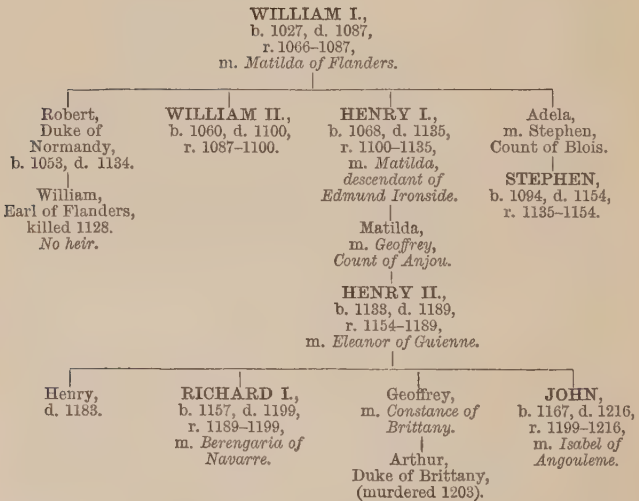 WILLIAM I.,
b. 1027, d. 1087,
r. 1066–1087,
m. Matilda of Flanders.
Robert,
Duke of
Normandy,
b. 1053, d. 1134.
William,
Earl of Flanders,
killed 1128.
No heir.
WILLIAM II.,
b. 1060, d. 1100,
r. 1087–1100.
HENRY I.,
b. 1068, d. 1135,
r. 1100–1135,
m. Matilda,
descendant of
Edmund Ironside.
Matilda,
m. Geoffrey,
Count of Anjou.
HENRY II.,
b. 1133, d. 1189,
r. 1154–1189,
m. Eleanor of Guienne.
Adela,
m. Stephen,
Count of Blois.
STEPHEN,
b. 1094, d. 1154,
r. 1135–1154.
Henry,
d. 1183.
RICHARD I.,
b. 1157, d. 1199,
r. 1189–1199,
m. Berengaria of
Navarre.
Geoffrey,
m. Constance of
Brittany.
Arthur,
Duke of Brittany,
(murdered 1203).
JOHN,
b. 1167, d. 1216,
r. 1199–1216,
m. Isabel of
Angouleme.